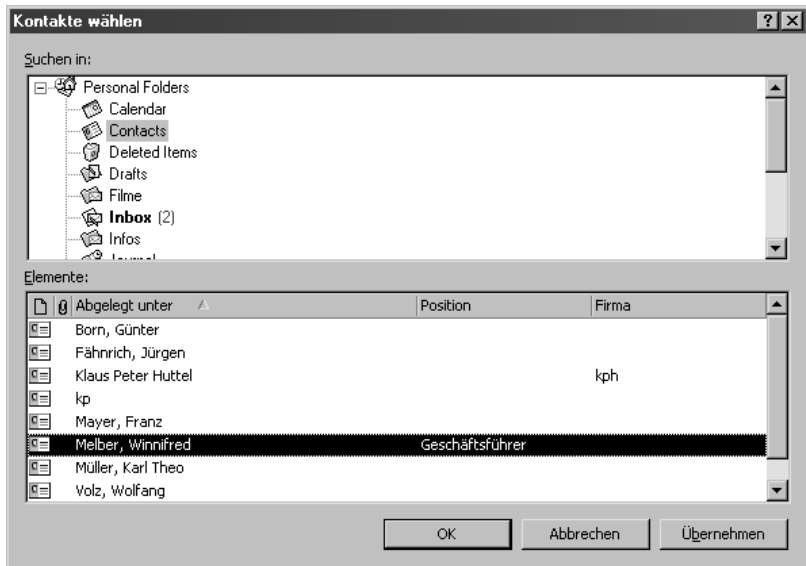 Kontakte wählen
Suchen in:
Personal Folders
Calendar
Contacts
Deleted Items
Drafts
Filme
Inbox (2)
Infos
Journal
Elemente:
Abgelegt unter Position Firma
Born, Günter
Fähnrich, Jürgen
Klaus Peter Huttel kph
kp
Mayer, Franz
Melber, Winnifred Geschäftsführer
Müller, Karl Theo
Volz, Wolfang
OK Abbrechen Übernehmen